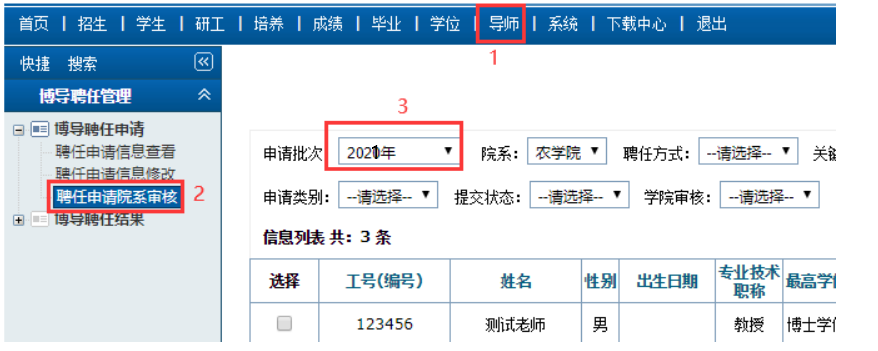 首页 | 招生 | 学生 | 研工 | 培养 | 成绩 | 毕业 | 学位 | 导师 | 系统 | 下载中心 | 退出
1
快捷 搜索
博导聘任管理
博导聘任申请
聘任申请信息查看
聘任申请信息修改
聘任申请院系审核 2
博导聘任结果
3
申请批次 2020年 院系: 农学院 聘任方式: --请选择-- 关键
申请类别: --请选择-- 提交状态: --请选择-- 学院审核: --请选择--
信息列表 共: 3 条
选择 工号(编号) 姓名 性别 出生日期 专业技术职称 最高学
123456 测试老师 男 教授 博士学